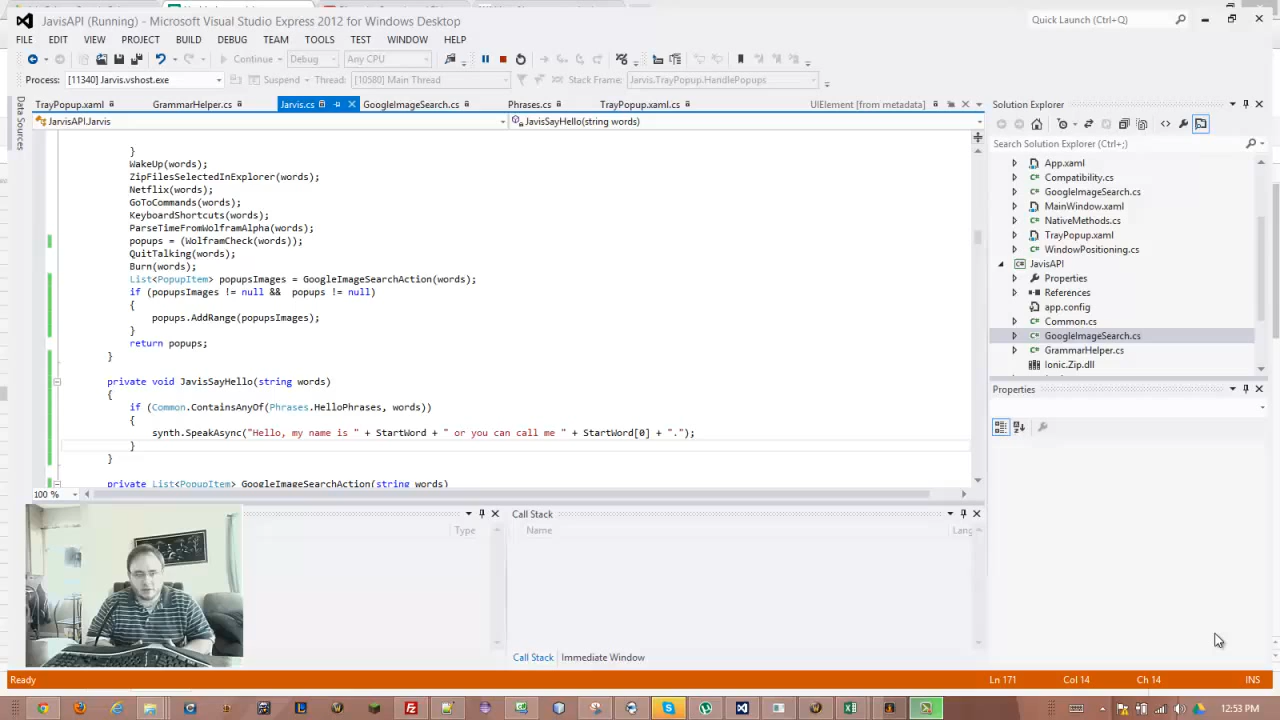 JavisAPI (Running) - Microsoft Visual Studio Express 2012 for Windows Desktop
Quick Launch (Ctrl+Q)
FILE EDIT VIEW PROJECT BUILD DEBUG TEAM TOOLS TEST WINDOW HELP
Continue Debug Any CPU
Process: [11340] Jarvis.vshost.exe Suspend Thread: [10580] Main Thread Stack Frame: Jarvis.TrayPopup.HandlePopups
Data Sources
TrayPopup.xaml GrammarHelper.cs Jarvis.cs GoogleImageSearch.cs Phrases.cs TrayPopup.xaml.cs UIElement [from metadata]
JarvisAPI.Jarvis JavisSayHello(string words)
}
WakeUp(words);
ZipFilesSelectedInExplorer(words);
Netflix(words);
GoToCommands(words);
KeyboardShortcuts(words);
ParseTimeFromWolframAlpha(words);
popups = (WolframCheck(words));
QuitTalking(words);
Burn(words);
List<PopupItem> popupsImages = GoogleImageSearchAction(words);
if (popupsImages != null && popups != null)
{
popups.AddRange(popupsImages);
}
return popups;
}
private void JavisSayHello(string words)
{
if (Common.ContainsAnyOf(Phrases.HelloPhrases, words))
{
synth.SpeakAsync("Hello, my name is " + StartWord + " or you can call me " + StartWord[0] + ".");
}
}
private List<PopupItem> GoogleImageSearchAction(string words)
100 %
Solution Explorer
Search Solution Explorer (Ctrl+;)
App.xaml
Compatibility.cs
GoogleImageSearch.cs
MainWindow.xaml
NativeMethods.cs
TrayPopup.xaml
WindowPositioning.cs
JarvisAPI
Properties
References
app.config
Common.cs
GoogleImageSearch.cs
GrammarHelper.cs
Ionic.Zip.dll
Properties
Type
Call Stack
Name Lang
Call Stack Immediate Window
Ready Ln 171 Col 14 Ch 14 INS
12:53 PM